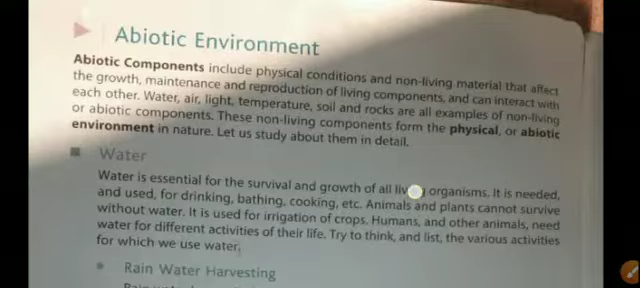 Abiotic Environment
Abiotic Components include physical conditions and non-living material that affect
the growth, maintenance and reproduction of living components, and can interact with
each other. Water, air, light, temperature, soil and rocks are all examples of non-living
or abiotic components. These non-living components form the physical, or abiotic
environment in nature. Let us study about them in detail.
Water
Water is essential for the survival and growth of all living organisms. It is needed,
and used, for drinking, bathing, cooking, etc. Animals and plants cannot survive
without water. It is used for irrigation of crops. Humans, and other animals, need
water for different activities of their life. Try to think, and list, the various activities
for which we use water.
Rain Water Harvesting